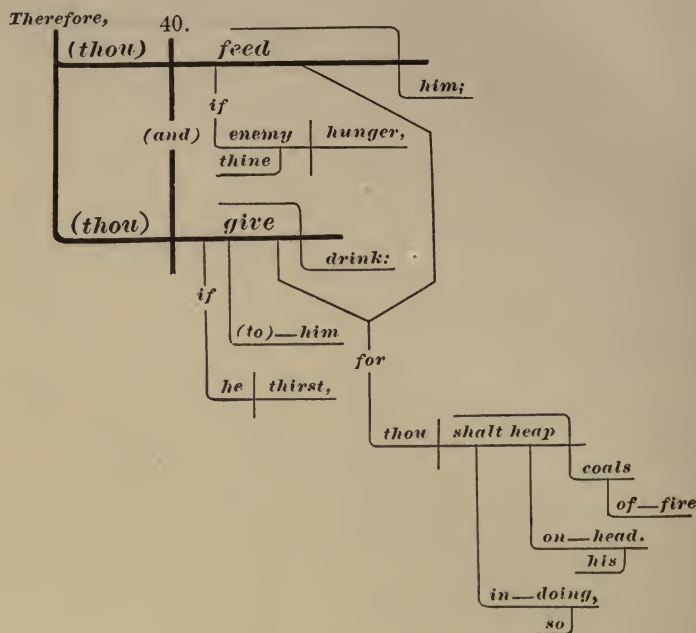 Therefore,
40.
(thou) feed
him;
if
(and) enemy hunger,
thine
(thou) give
drink:
if
(to)—him
for
he thirst,
thou shalt heap
coals
of—fire
on—head.
his
in—doing,
so